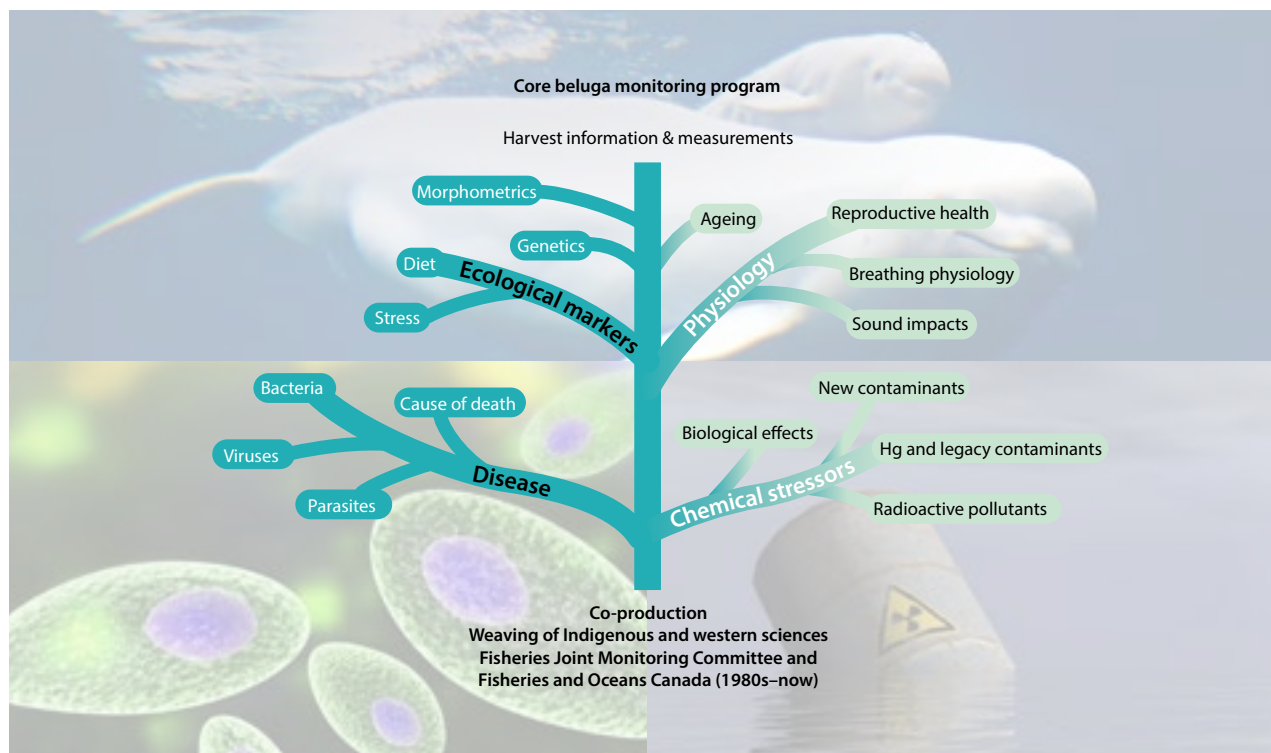 Core beluga monitoring program
Harvest information & measurements
Morphometrics
Genetics
Diet
Ecological markers
Stress
Ageing
Reproductive health
Physiology
Breathing physiology
Sound impacts
Bacteria
Cause of death
Viruses
Disease
Parasites
New contaminants
Biological effects
Hg and legacy contaminants
Chemical stressors
Radioactive pollutants
Co-production
Weaving of Indigenous and western sciences
Fisheries Joint Monitoring Committee and
Fisheries and Oceans Canada (1980s–now)